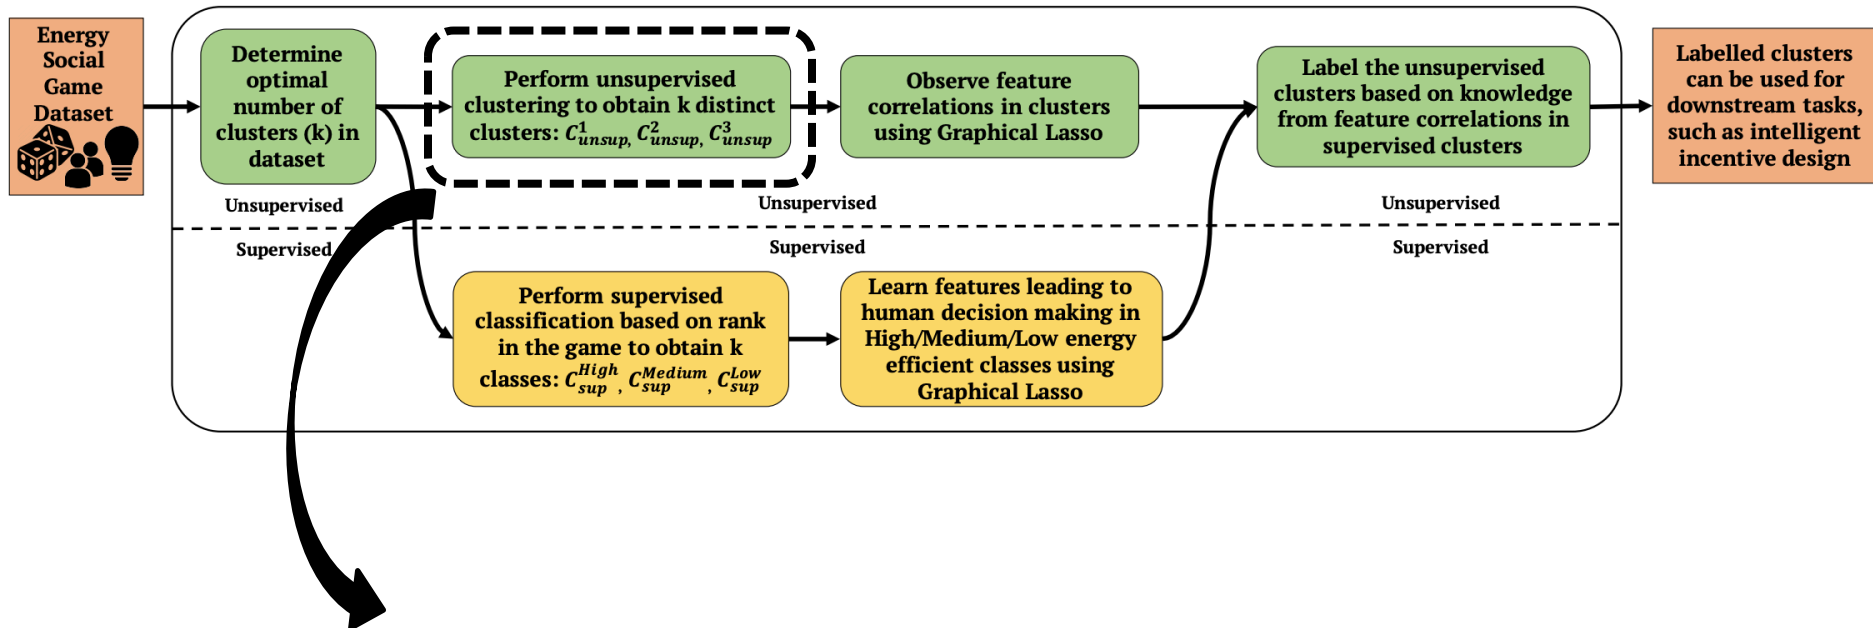 Energy
Social
Game
Dataset
Determine
optimal
number of
clusters (k) in
dataset
Perform unsupervised
clustering to obtain k distinct
clusters: C¹unsup, C²unsup, C³unsup
Observe feature
correlations in clusters
using Graphical Lasso
Label the unsupervised
clusters based on knowledge
from feature correlations in
supervised clusters
Labelled clusters
can be used for
downstream tasks,
such as intelligent
incentive design
Unsupervised
Unsupervised
Unsupervised
Supervised
Supervised
Supervised
Perform supervised
classification based on rank
in the game to obtain k
classes: C^High_sup, C^Medium_sup, C^Low_sup
Learn features leading to
human decision making in
High/Medium/Low energy
efficient classes using
Graphical Lasso